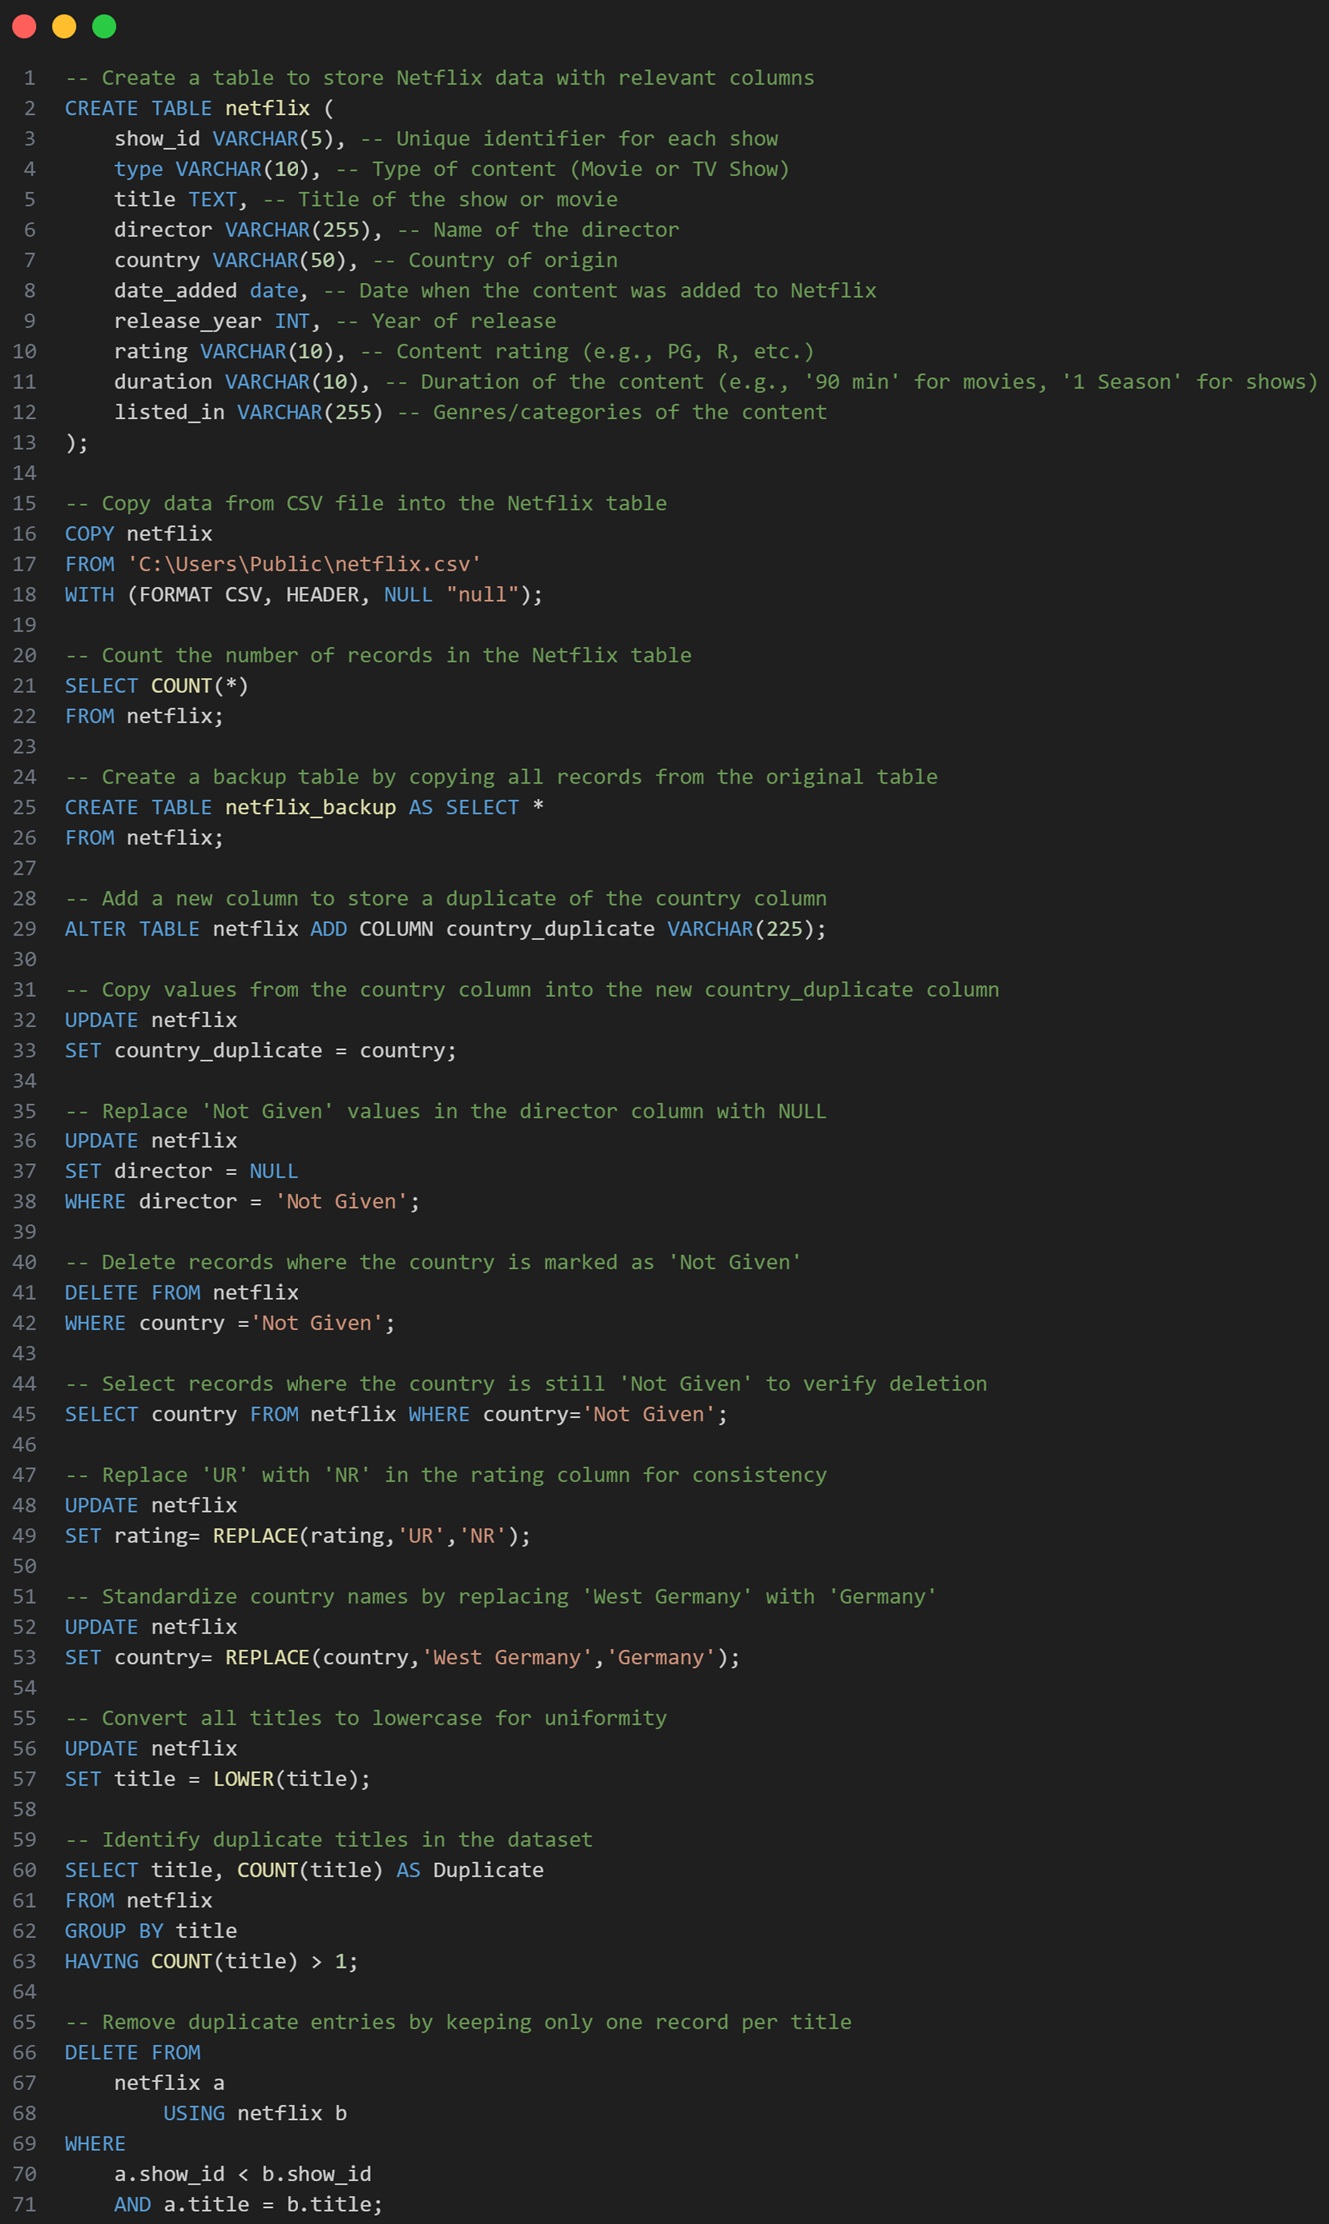 1 -- Create a table to store Netflix data with relevant columns
2 CREATE TABLE netflix (
3     show_id VARCHAR(5), -- Unique identifier for each show
4     type VARCHAR(10), -- Type of content (Movie or TV Show)
5     title TEXT, -- Title of the show or movie
6     director VARCHAR(255), -- Name of the director
7     country VARCHAR(50), -- Country of origin
8     date_added date, -- Date when the content was added to Netflix
9     release_year INT, -- Year of release
10     rating VARCHAR(10), -- Content rating (e.g., PG, R, etc.)
11     duration VARCHAR(10), -- Duration of the content (e.g., '90 min' for movies, '1 Season' for shows)
12     listed_in VARCHAR(255) -- Genres/categories of the content
13 );
14
15 -- Copy data from CSV file into the Netflix table
16 COPY netflix
17 FROM 'C:\Users\Public\netflix.csv'
18 WITH (FORMAT CSV, HEADER, NULL "null");
19
20 -- Count the number of records in the Netflix table
21 SELECT COUNT(*)
22 FROM netflix;
23
24 -- Create a backup table by copying all records from the original table
25 CREATE TABLE netflix_backup AS SELECT *
26 FROM netflix;
27
28 -- Add a new column to store a duplicate of the country column
29 ALTER TABLE netflix ADD COLUMN country_duplicate VARCHAR(225);
30
31 -- Copy values from the country column into the new country_duplicate column
32 UPDATE netflix
33 SET country_duplicate = country;
34
35 -- Replace 'Not Given' values in the director column with NULL
36 UPDATE netflix
37 SET director = NULL
38 WHERE director = 'Not Given';
39
40 -- Delete records where the country is marked as 'Not Given'
41 DELETE FROM netflix
42 WHERE country ='Not Given';
43
44 -- Select records where the country is still 'Not Given' to verify deletion
45 SELECT country FROM netflix WHERE country='Not Given';
46
47 -- Replace 'UR' with 'NR' in the rating column for consistency
48 UPDATE netflix
49 SET rating= REPLACE(rating,'UR','NR');
50
51 -- Standardize country names by replacing 'West Germany' with 'Germany'
52 UPDATE netflix
53 SET country= REPLACE(country,'West Germany','Germany');
54
55 -- Convert all titles to lowercase for uniformity
56 UPDATE netflix
57 SET title = LOWER(title);
58
59 -- Identify duplicate titles in the dataset
60 SELECT title, COUNT(title) AS Duplicate
61 FROM netflix
62 GROUP BY title
63 HAVING COUNT(title) > 1;
64
65 -- Remove duplicate entries by keeping only one record per title
66 DELETE FROM
67     netflix a
68         USING netflix b
69 WHERE
70     a.show_id < b.show_id
71     AND a.title = b.title;